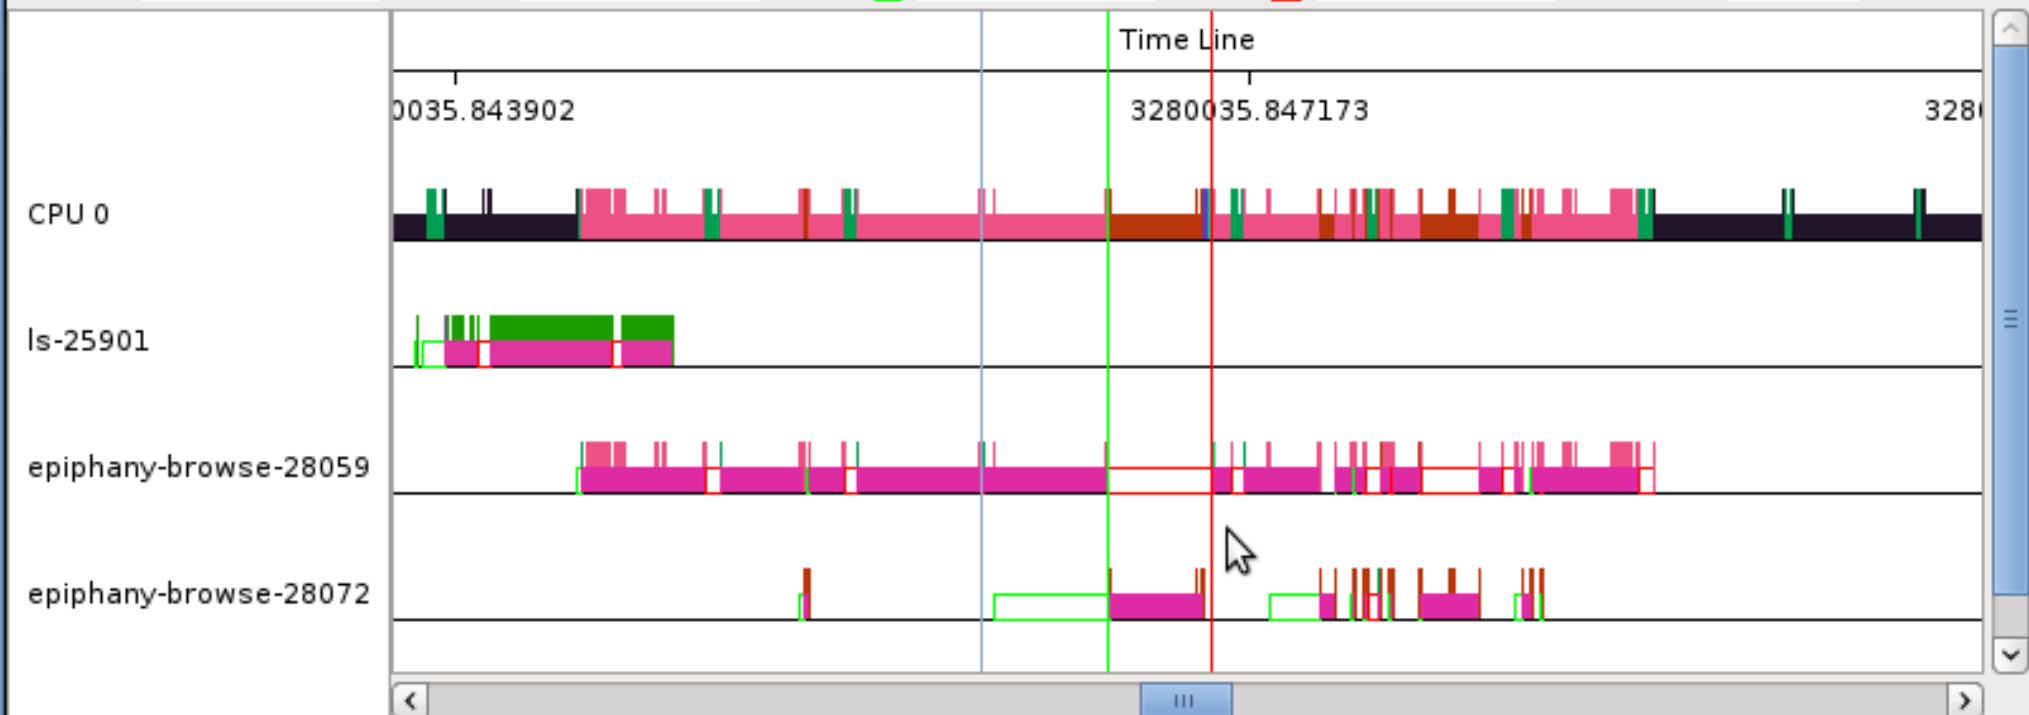 Time Line
0035.843902
3280035.847173
328
CPU 0
ls-25901
epiphany-browse-28059
epiphany-browse-28072